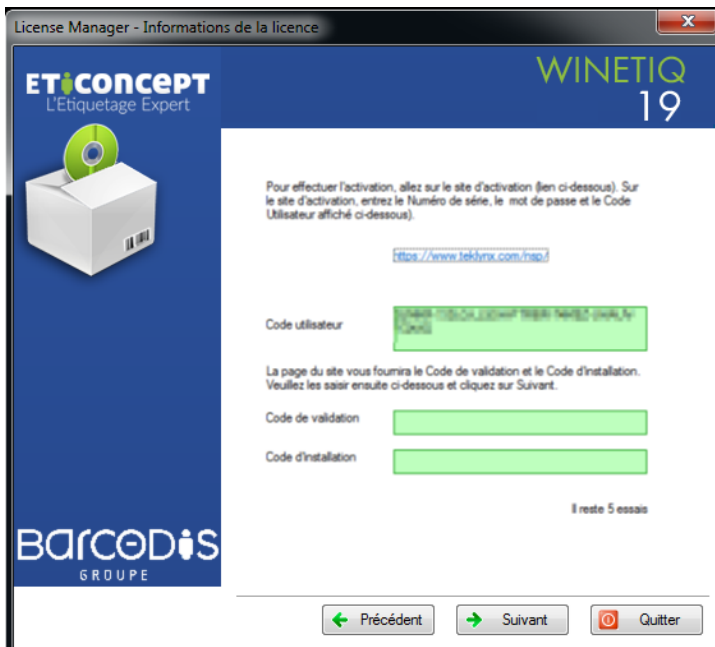 License Manager - Informations de la licence
ETiCONCEPT
L'Etiquetage Expert
WINETIQ
19
Pour effectuer l'activation, allez sur le site d'activation (lien ci-dessous). Sur
le site d'activation, entrez le Numéro de série, le mot de passe et le Code
Utilisateur affiché ci-dessous).
https://www.teklynx.com/nsp/
Code utilisateur
La page du site vous fournira le Code de validation et le Code d'Installation.
Veuillez les saisir ensuite ci-dessous et cliquez sur Suivant.
Code de validation
Code d'Installation
Il reste 5 essais
BARCODiS
GROUPE
Précédent
Suivant
Quitter